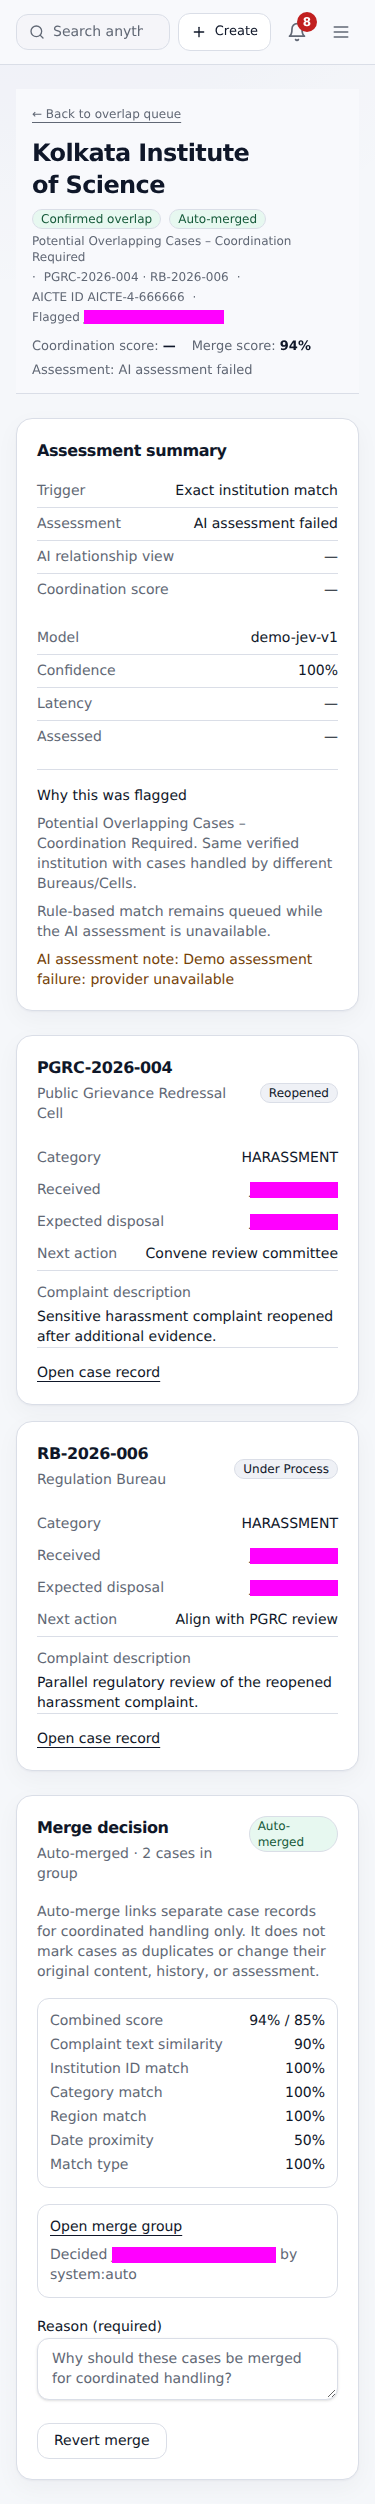 Search anyth
Create
8
← Back to overlap queue
Kolkata Institute
of Science
Confirmed overlap
Auto-merged
Potential Overlapping Cases – Coordination
Required
· PGRC-2026-004 · RB-2026-006 ·
AICTE ID AICTE-4-666666 ·
Flagged
Coordination score: — Merge score: 94%
Assessment: AI assessment failed
Assessment summary
Trigger Exact institution match
Assessment AI assessment failed
AI relationship view —
Coordination score —
Model demo-jev-v1
Confidence 100%
Latency —
Assessed —
Why this was flagged
Potential Overlapping Cases –
Coordination Required. Same verified
institution with cases handled by different
Bureaus/Cells.
Rule-based match remains queued while
the AI assessment is unavailable.
AI assessment note: Demo assessment
failure: provider unavailable
PGRC-2026-004
Public Grievance Redressal
Cell
Reopened
Category HARASSMENT
Received
Expected disposal
Next action Convene review committee
Complaint description
Sensitive harassment complaint reopened
after additional evidence.
Open case record
RB-2026-006
Regulation Bureau
Under Process
Category HARASSMENT
Received
Expected disposal
Next action Align with PGRC review
Complaint description
Parallel regulatory review of the reopened
harassment complaint.
Open case record
Merge decision
Auto-merged · 2 cases in
group
Auto-
merged
Auto-merge links separate case records
for coordinated handling only. It does not
mark cases as duplicates or change their
original content, history, or assessment.
Combined score 94% / 85%
Complaint text similarity 90%
Institution ID match 100%
Category match 100%
Region match 100%
Date proximity 50%
Match type 100%
Open merge group
Decided by
system:auto
Reason (required)
Why should these cases be merged
for coordinated handling?
Revert merge